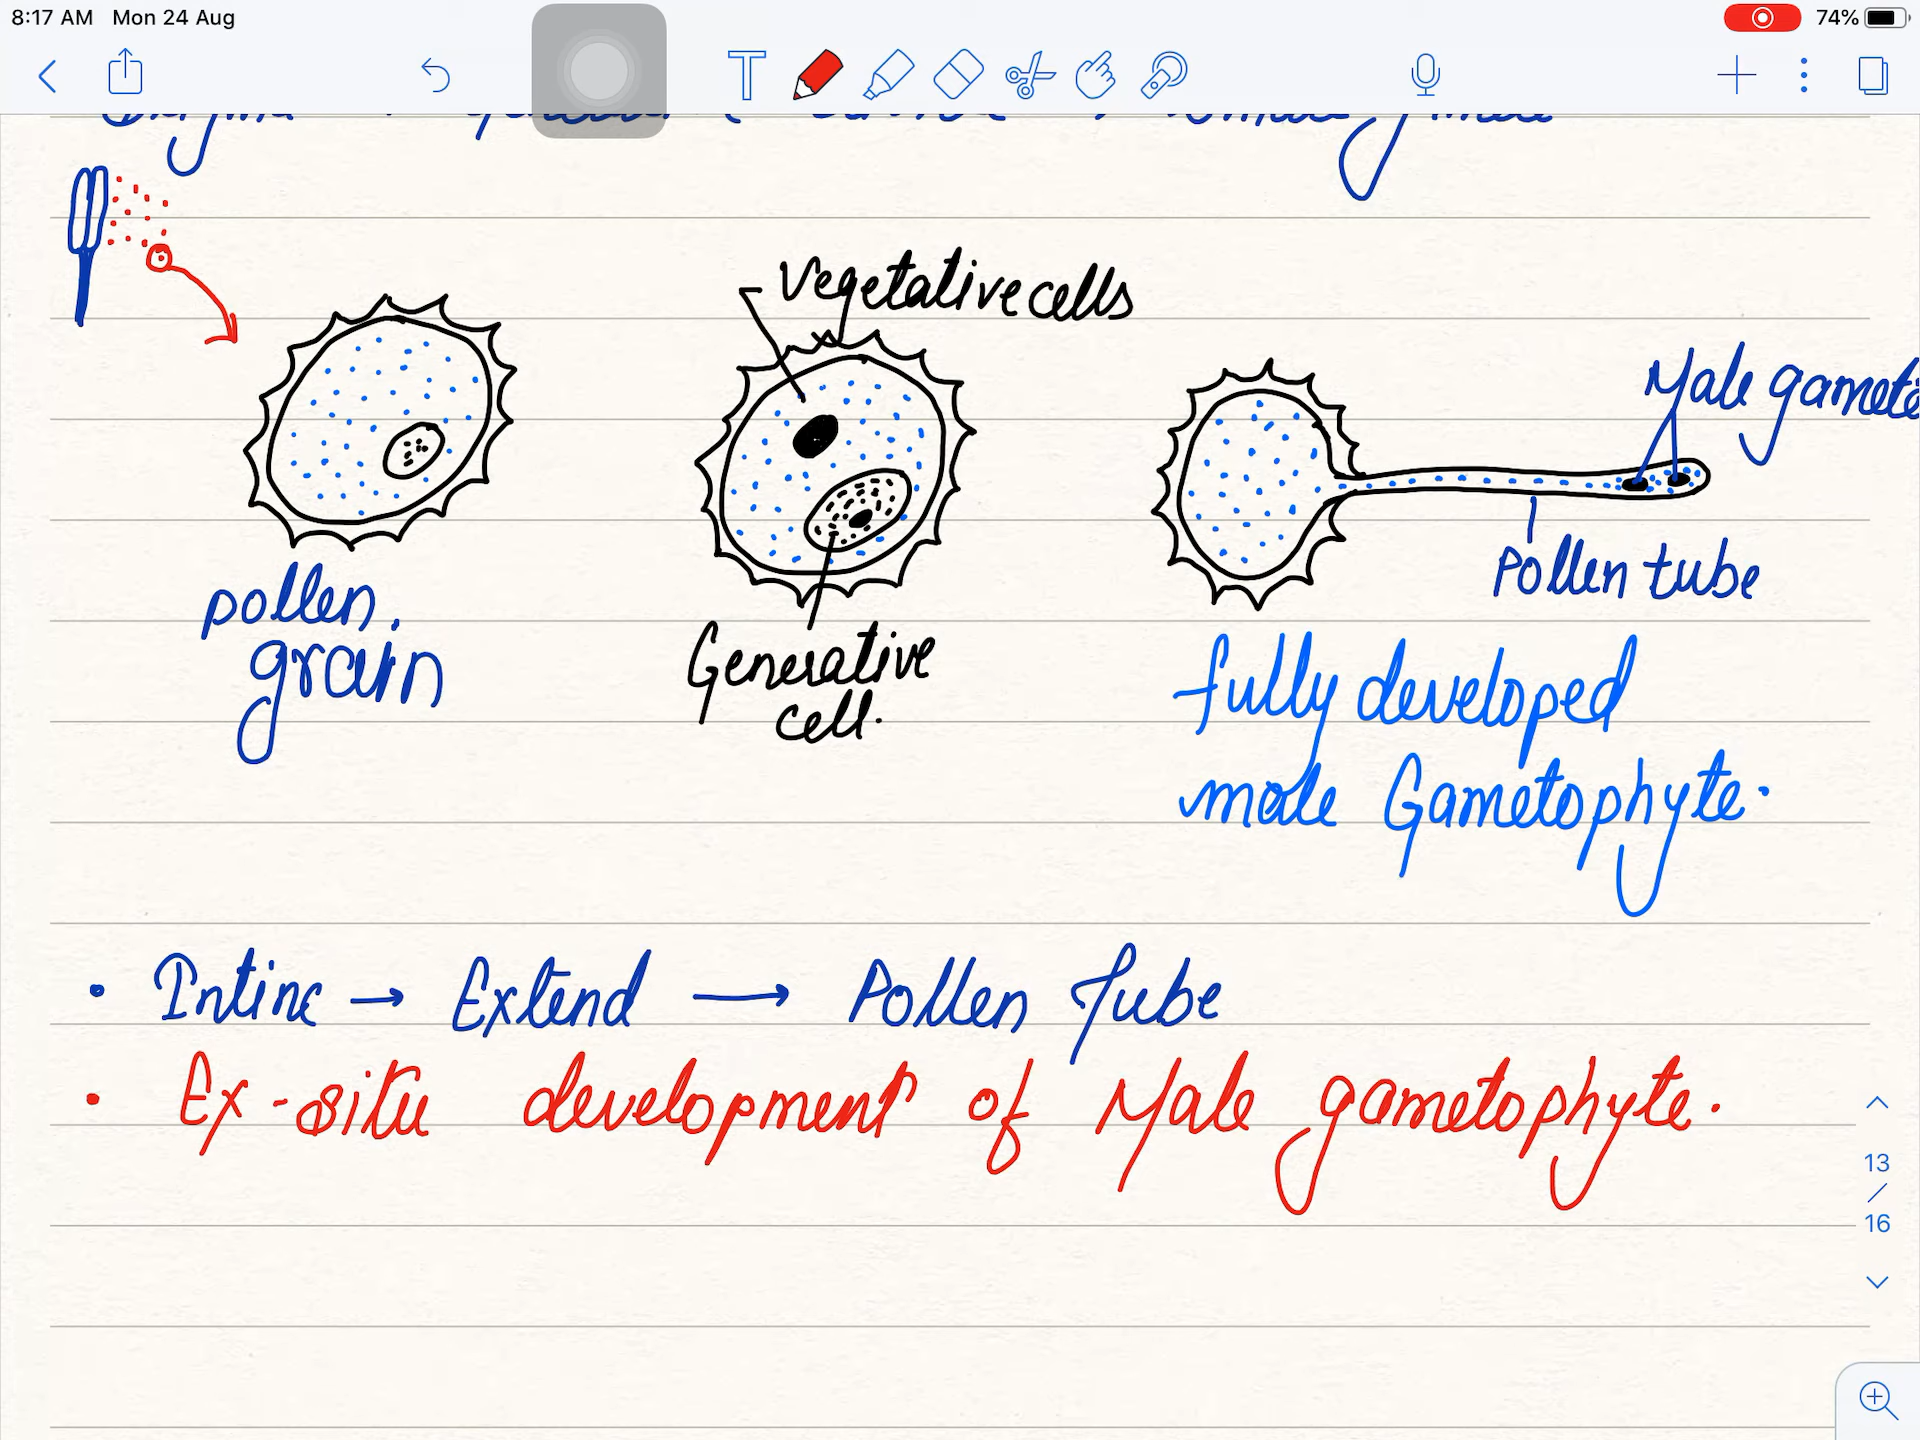 8:17 AM Mon 24 Aug
74%
T
Vegetative cells
Male gamete
pollen
grain
Generative
cell.
Pollen tube
fully developed
male Gametophyte.
• Intine → Extend → Pollen Tube
• Ex-situ development of Male gametophyte.
13
/
16